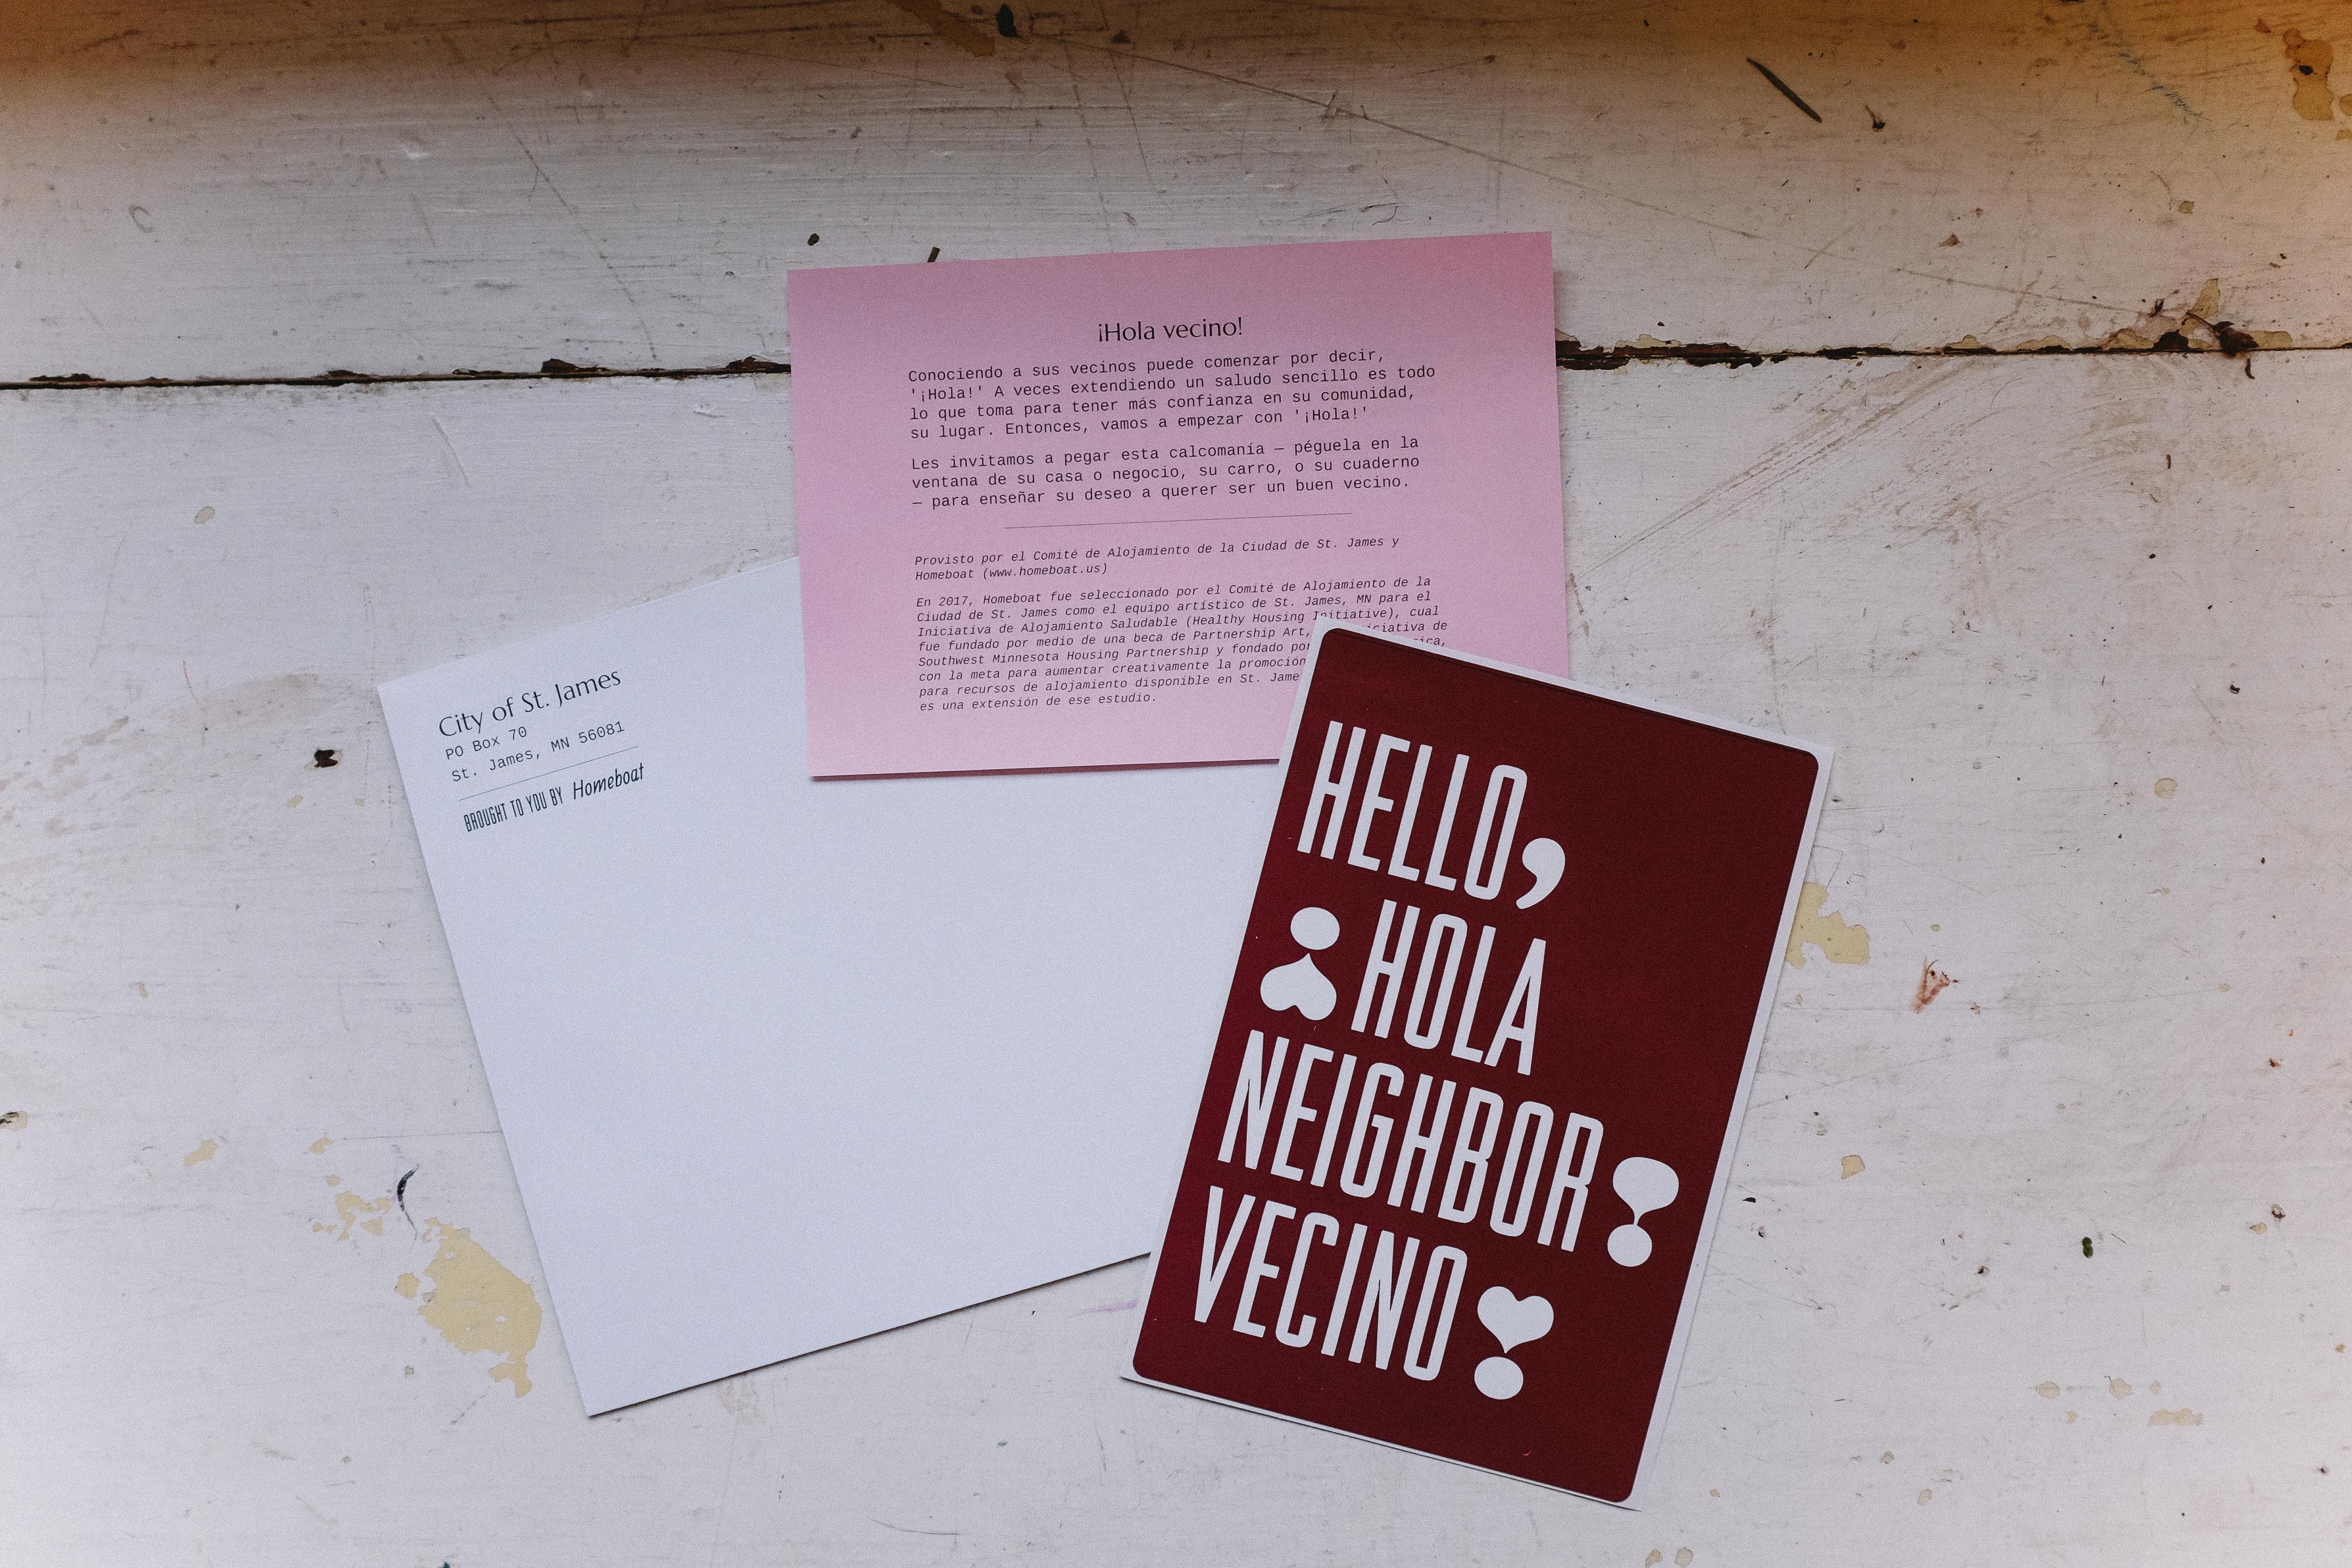 ¡Hola vecino!
Conociendo a sus vecinos puede comenzar por decir,
'¡Hola!' A veces extendiendo un saludo sencillo es todo
lo que toma para tener más confianza en su comunidad,
su lugar. Entonces, vamos a empezar con '¡Hola!'
Les invitamos a pegar esta calcomanía — péguela en la
ventana de su casa o negocio, su carro, o su cuaderno
— para enseñar su deseo a querer ser un buen vecino.
Provisto por el Comité de Alojamiento de la Ciudad de St. James y
Homeboat (www.homeboat.us)
En 2017, Homeboat fue seleccionado por el Comité de Alojamiento de la
Ciudad de St. James como el equipo artístico de St. James, MN para el
Iniciativa de Alojamiento Saludable (Healthy Housing Initiative), cual
fue fundado por medio de una beca de Partnership Art, de
Southwest Minnesota Housing Partnership y fondado por
con la meta para aumentar creativamente la promoción
para recursos de alojamiento disponible en St.
es una extensión de ese estudio.
City of St. James
PO Box 70
St. James, MN 56081
BROUGHT TO YOU BY Homeboat
HELLO,
¡HOLA
NEIGHBOR!
VECINO!